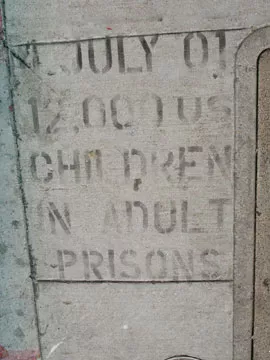 JULY 01
12,000 US
CHILDREN
IN ADULT
PRISONS